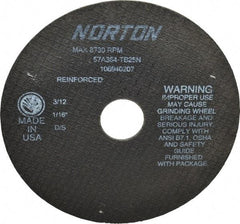 NORTON
MAX 8730 RPM
57A364-TB25N
REINFORCED
3/12
1/16"
D/S
MADE IN
USA
WARNING
IMPROPER USE
MAY CAUSE
GRINDING WHEEL
BREAKAGE AND
SERIOUS INJURY.
COMPLY WITH
ANSI B7.1, OSHA
AND SAFETY
GUIDE
FURNISHED
WITH PACKAGE.